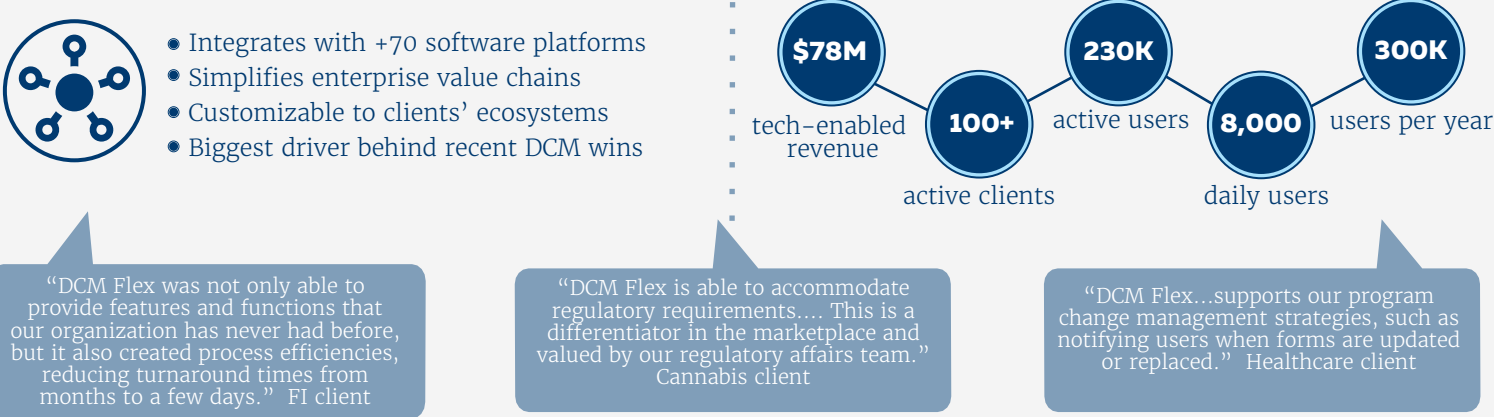 Integrates with +70 software platforms
Simplifies enterprise value chains
Customizable to clients’ ecosystems
Biggest driver behind recent DCM wins
$78M
tech-enabled
revenue
100+
active clients
230K
active users
8,000
daily users
300K
users per year
“DCM Flex was not only able to
provide features and functions that
our organization has never had before,
but it also created process efficiencies,
reducing turnaround times from
months to a few days.” FI client
“DCM Flex is able to accommodate
regulatory requirements.... This is a
differentiator in the marketplace and
valued by our regulatory affairs team.”
Cannabis client
“DCM Flex...supports our program
change management strategies, such as
notifying users when forms are updated
or replaced.” Healthcare client